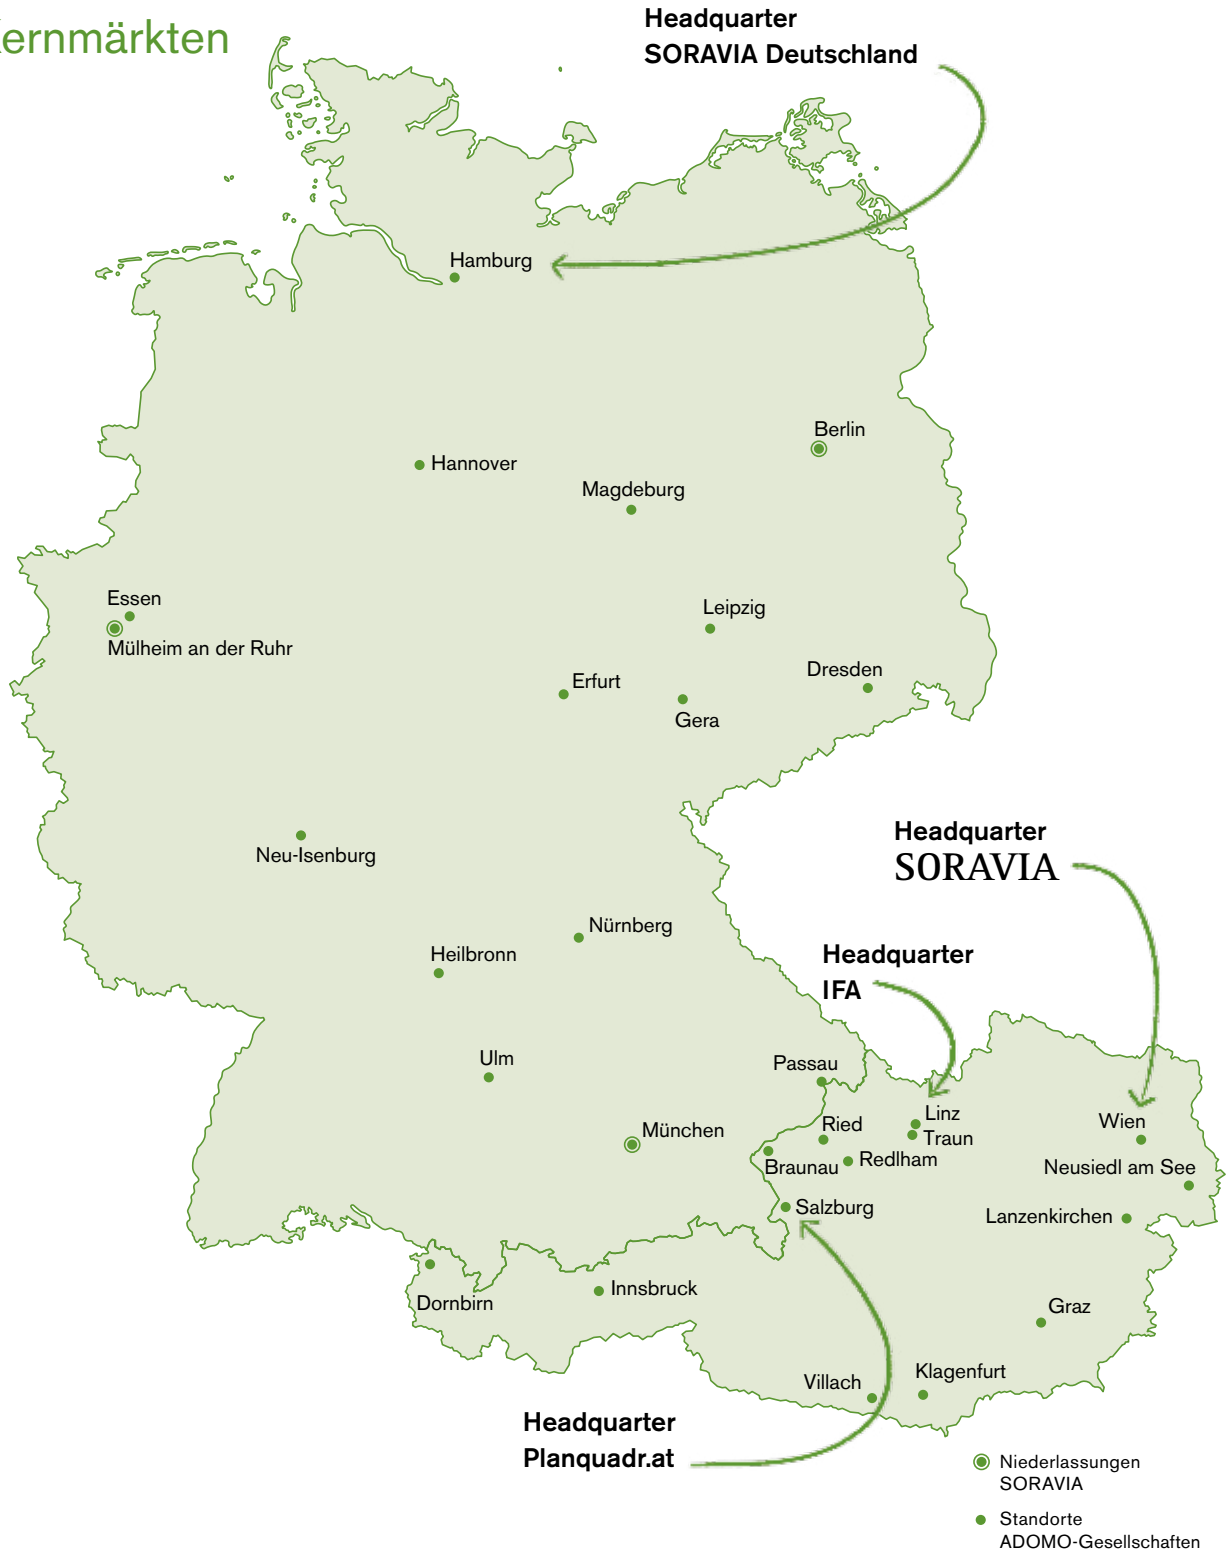 ernmärkten
Headquarter
SORAVIA Deutschland
Hamburg
Berlin
Hannover
Magdeburg
Essen
Mülheim an der Ruhr
Leipzig
Erfurt
Dresden
Gera
Neu-Isenburg
Headquarter
SORAVIA
Nürnberg
Heilbronn
Headquarter
IFA
Ulm
Passau
München
Ried
Linz
Traun
Wien
Braunau
Redlham
Neusiedl am See
Salzburg
Lanzenkirchen
Dornbirn
Innsbruck
Graz
Villach
Klagenfurt
Headquarter
Planquadr.at
Niederlassungen
SORAVIA
Standorte
ADOMO-Gesellschaften